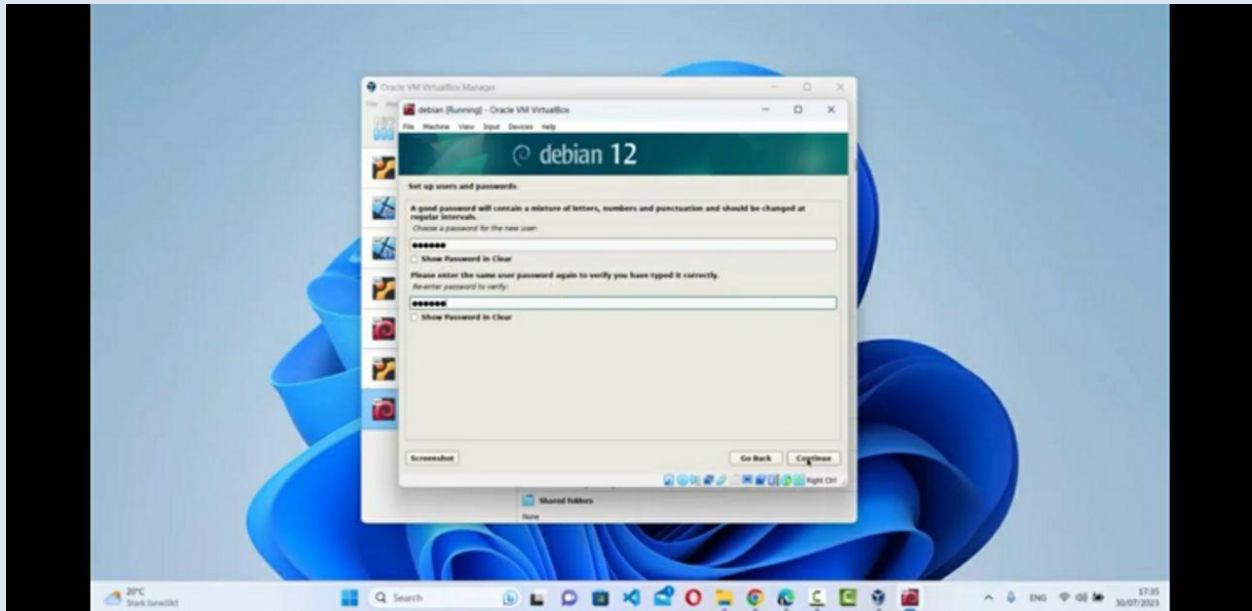 Oracle VM VirtualBox Manager
File
debian [Running] - Oracle VM VirtualBox
File Machine View Input Devices Help
debian 12
Set up users and passwords
A good password will contain a mixture of letters, numbers and punctuation and should be changed at
regular intervals.
Choose a password for the new user:
Show Password in Clear
Please enter the same user password again to verify you have typed it correctly.
Re-enter password to verify:
Show Password in Clear
Screenshot
Go Back
Continue
Right Ctrl
Shared folders
None
20°C
Stark bewölkt
Search
ENG
17:35
30/07/2023